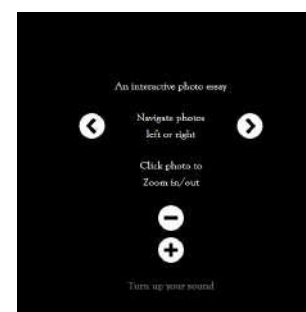 An interactive photo essay
Navigate photos
left or right
Click photo to
Zoom in/out
Turn up your sound